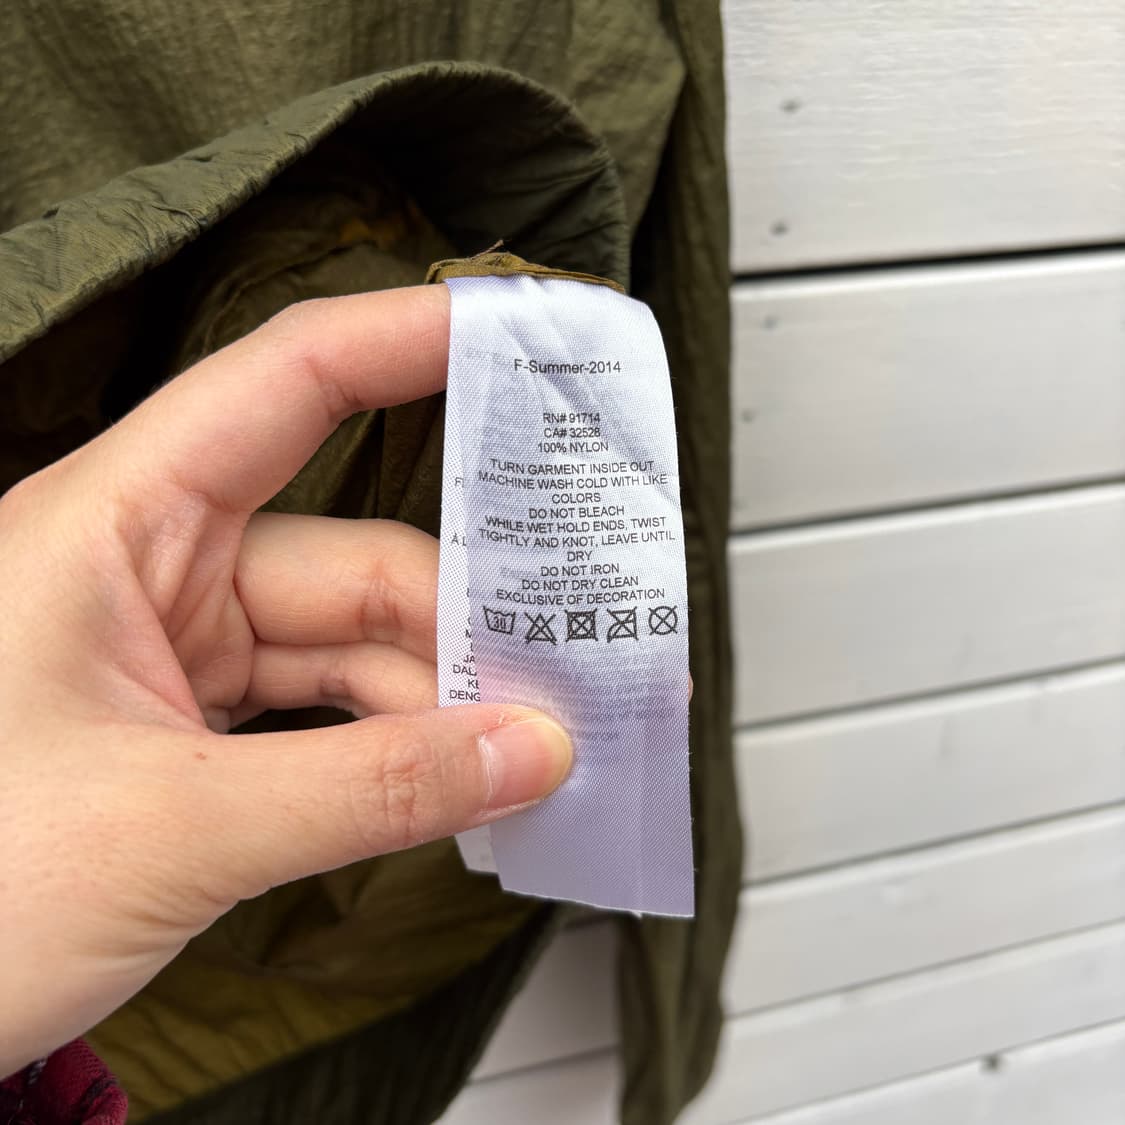 F-Summer-2014
RN# 91714
CA# 32528
100% NYLON
TURN GARMENT INSIDE OUT
MACHINE WASH COLD WITH LIKE
COLORS
DO NOT BLEACH
WHILE WET HOLD ENDS, TWIST
TIGHTLY AND KNOT, LEAVE UNTIL
DRY
DO NOT IRON
DO NOT DRY CLEAN
EXCLUSIVE OF DECORATION
30